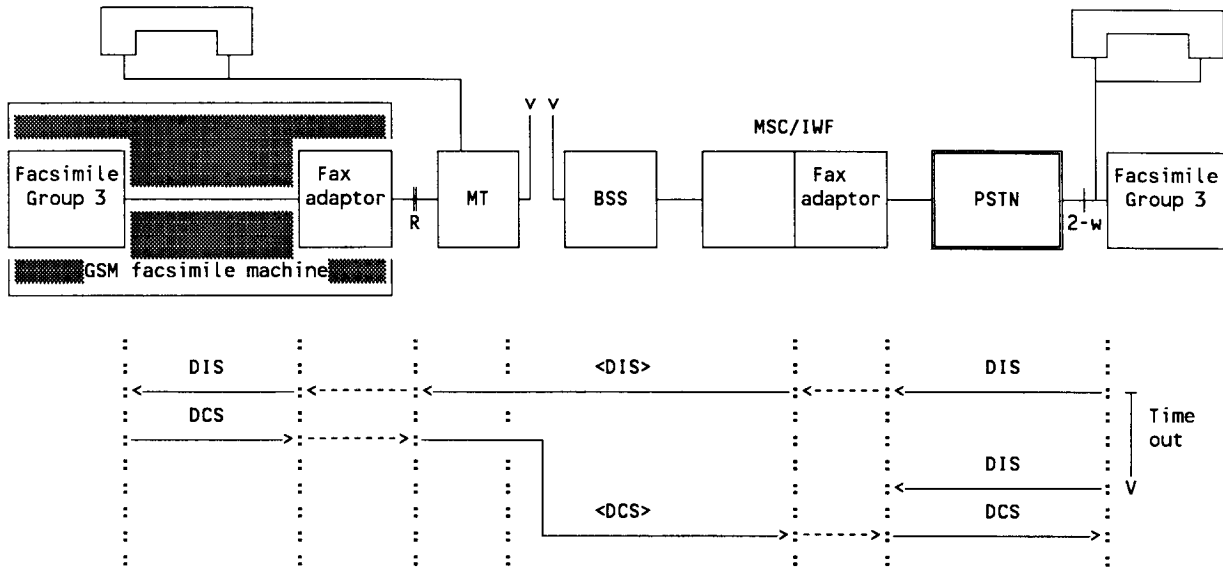 MSC/IWF
Facsimile
Group 3
Fax
adaptor
R
MT
V V
BSS
Fax
adaptor
PSTN
2-w
Facsimile
Group 3
GSM facsimile machine
DIS
<DIS>
DIS
DCS
Time
out
DIS
<DCS>
DCS